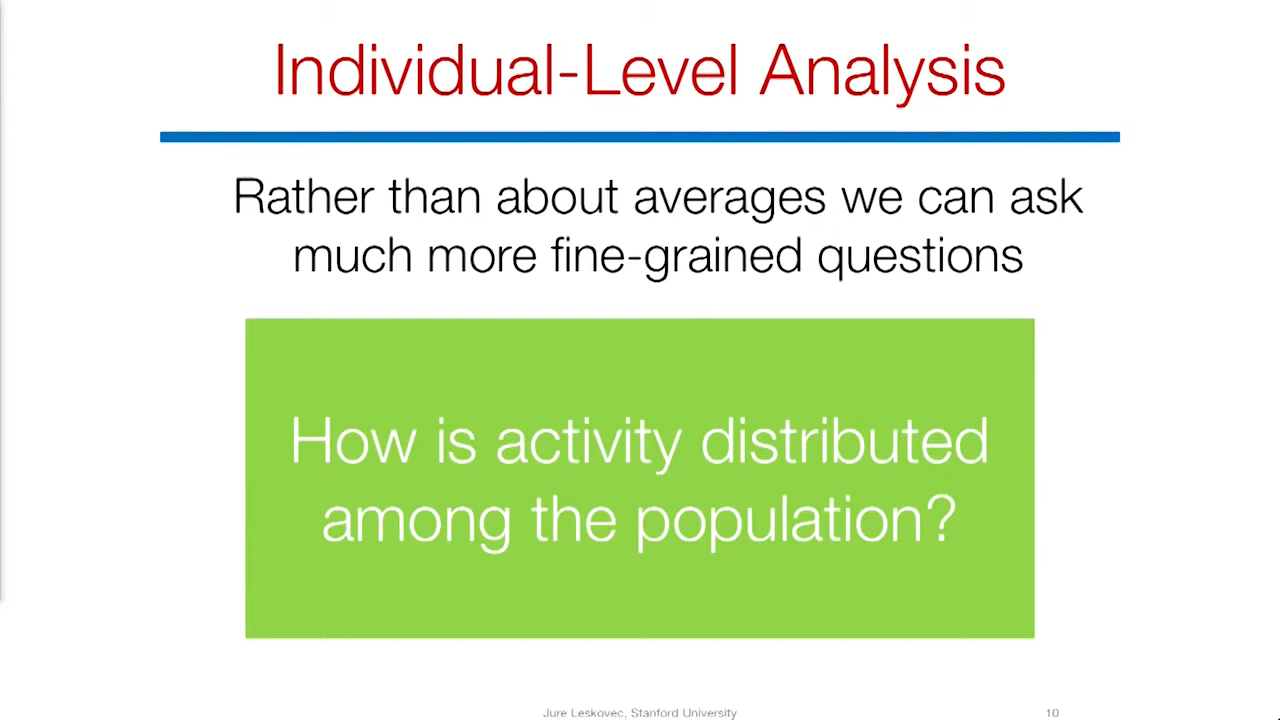 Individual-Level Analysis
Rather than about averages we can ask
much more fine-grained questions
How is activity distributed
among the population?
Jure Leskovec, Stanford University
10